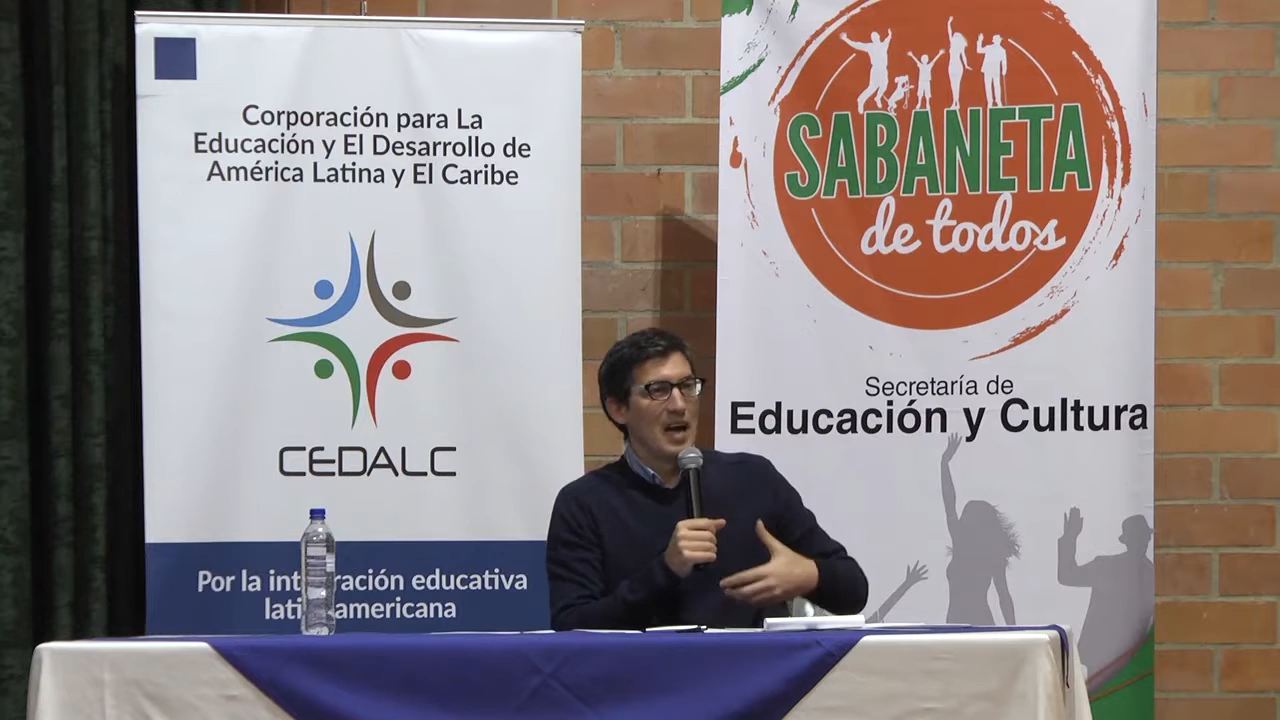 Corporación para La
Educación y El Desarrollo de
América Latina y El Caribe
CEDALC
Por la integración educativa
latinoamericana
SABANETA
de todos
Secretaría de
Educación y Cultura